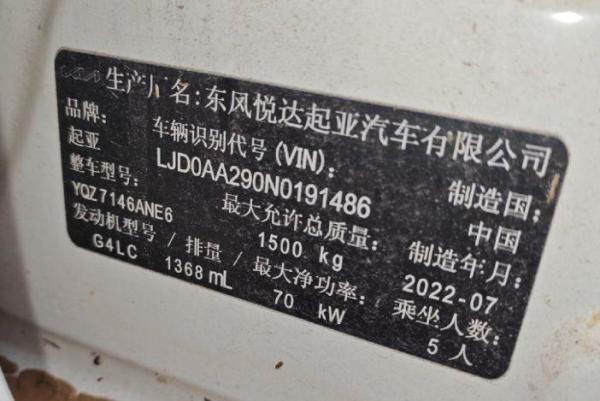 生产厂名:东风悦达起亚汽车有限公司
品牌: 车辆识别代号(VIN): 制造国:
起亚 LJD0AA290N0191486 中国
整车型号: 最大允许总质量: 制造年月:
YQZ7146ANE6 1500 kg 2022-07
发动机型号 / 排量 / 最大净功率: 乘坐人数:
G4LC 1368 mL 70 kW 5 人